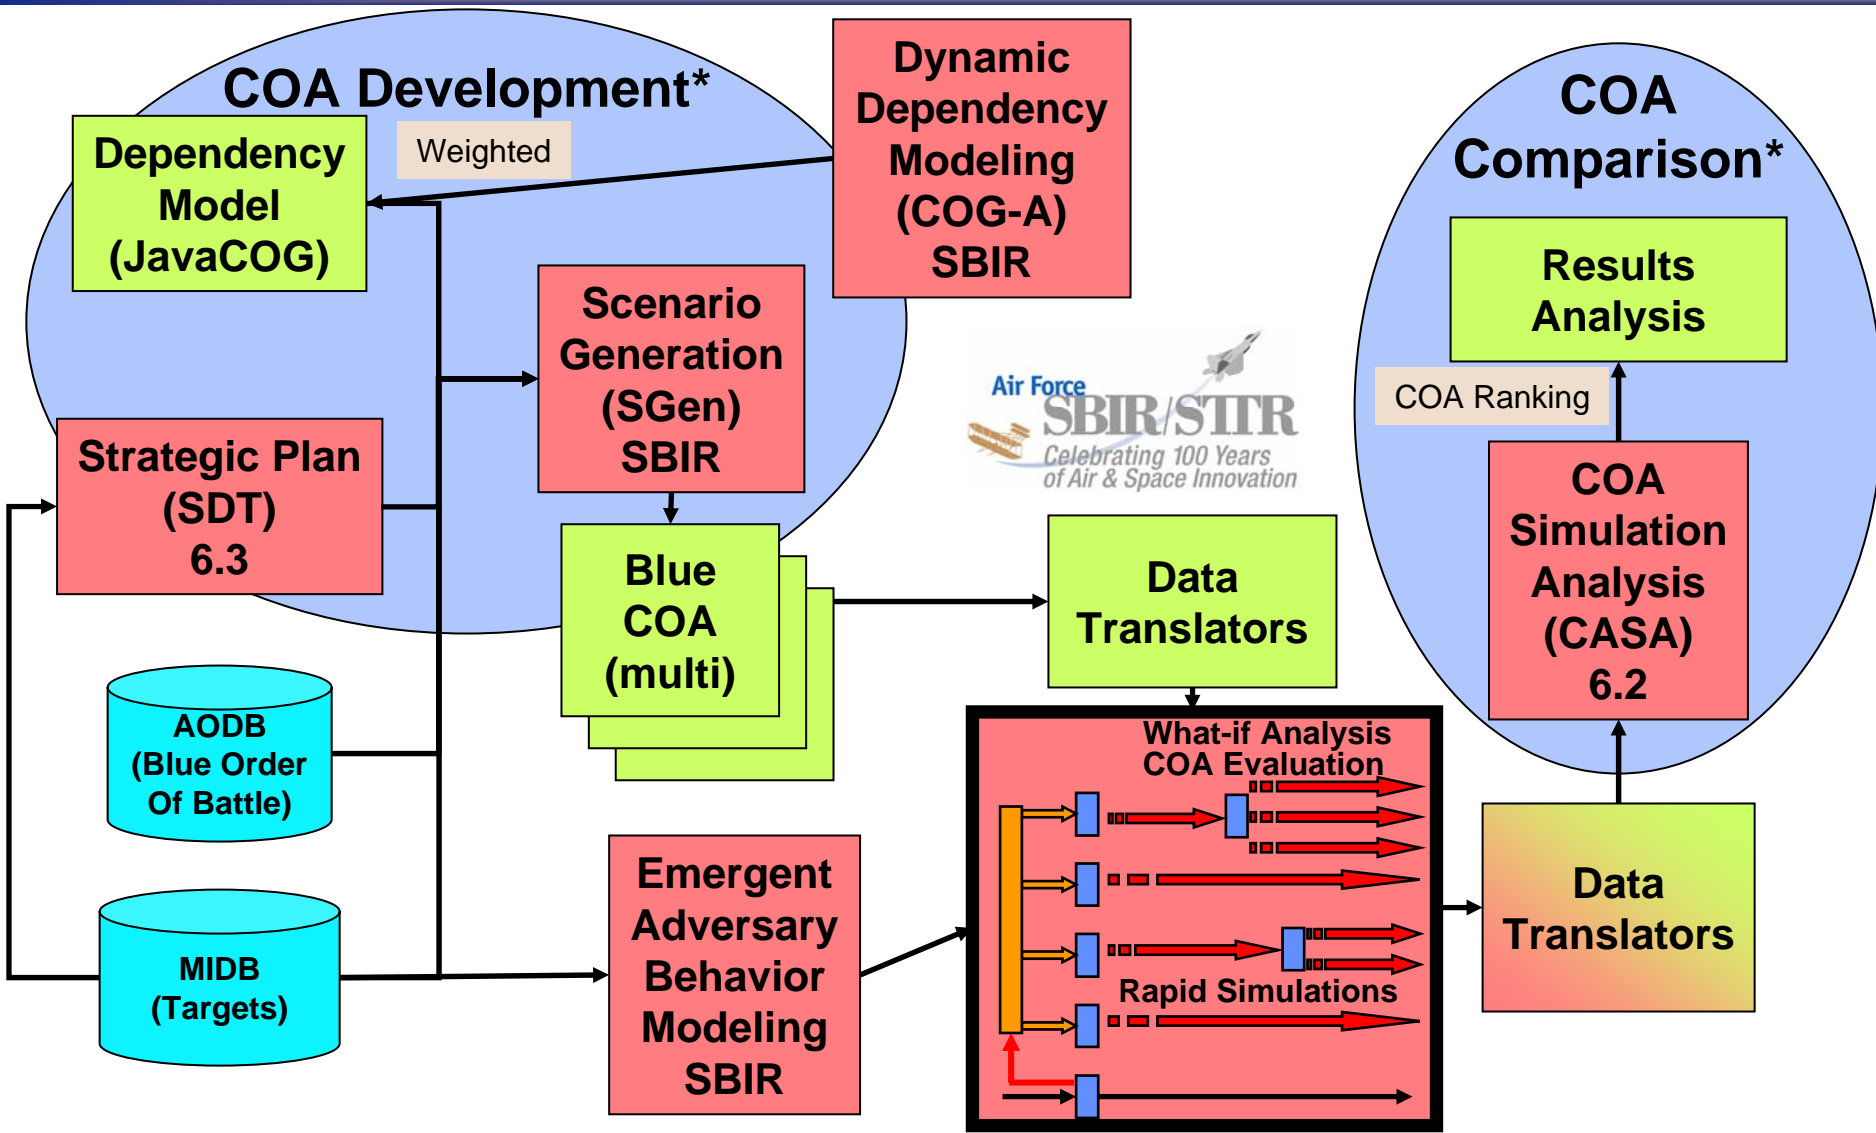 COA Development*
Dependency
Model
(JavaCOG)
Weighted
Dynamic
Dependency
Modeling
(COG-A)
SBIR
Scenario
Generation
(SGen)
SBIR
Strategic Plan
(SDT)
6.3
Blue
COA
(multi)
AODB
(Blue Order
Of Battle)
MIDB
(Targets)
Emergent
Adversary
Behavior
Modeling
SBIR
Air Force
SBIR/STTR
Celebrating 100 Years
of Air & Space Innovation
Data
Translators
What-if Analysis
COA Evaluation
Rapid Simulations
Data
Translators
COA
Comparison*
Results
Analysis
COA Ranking
COA
Simulation
Analysis
(CASA)
6.2